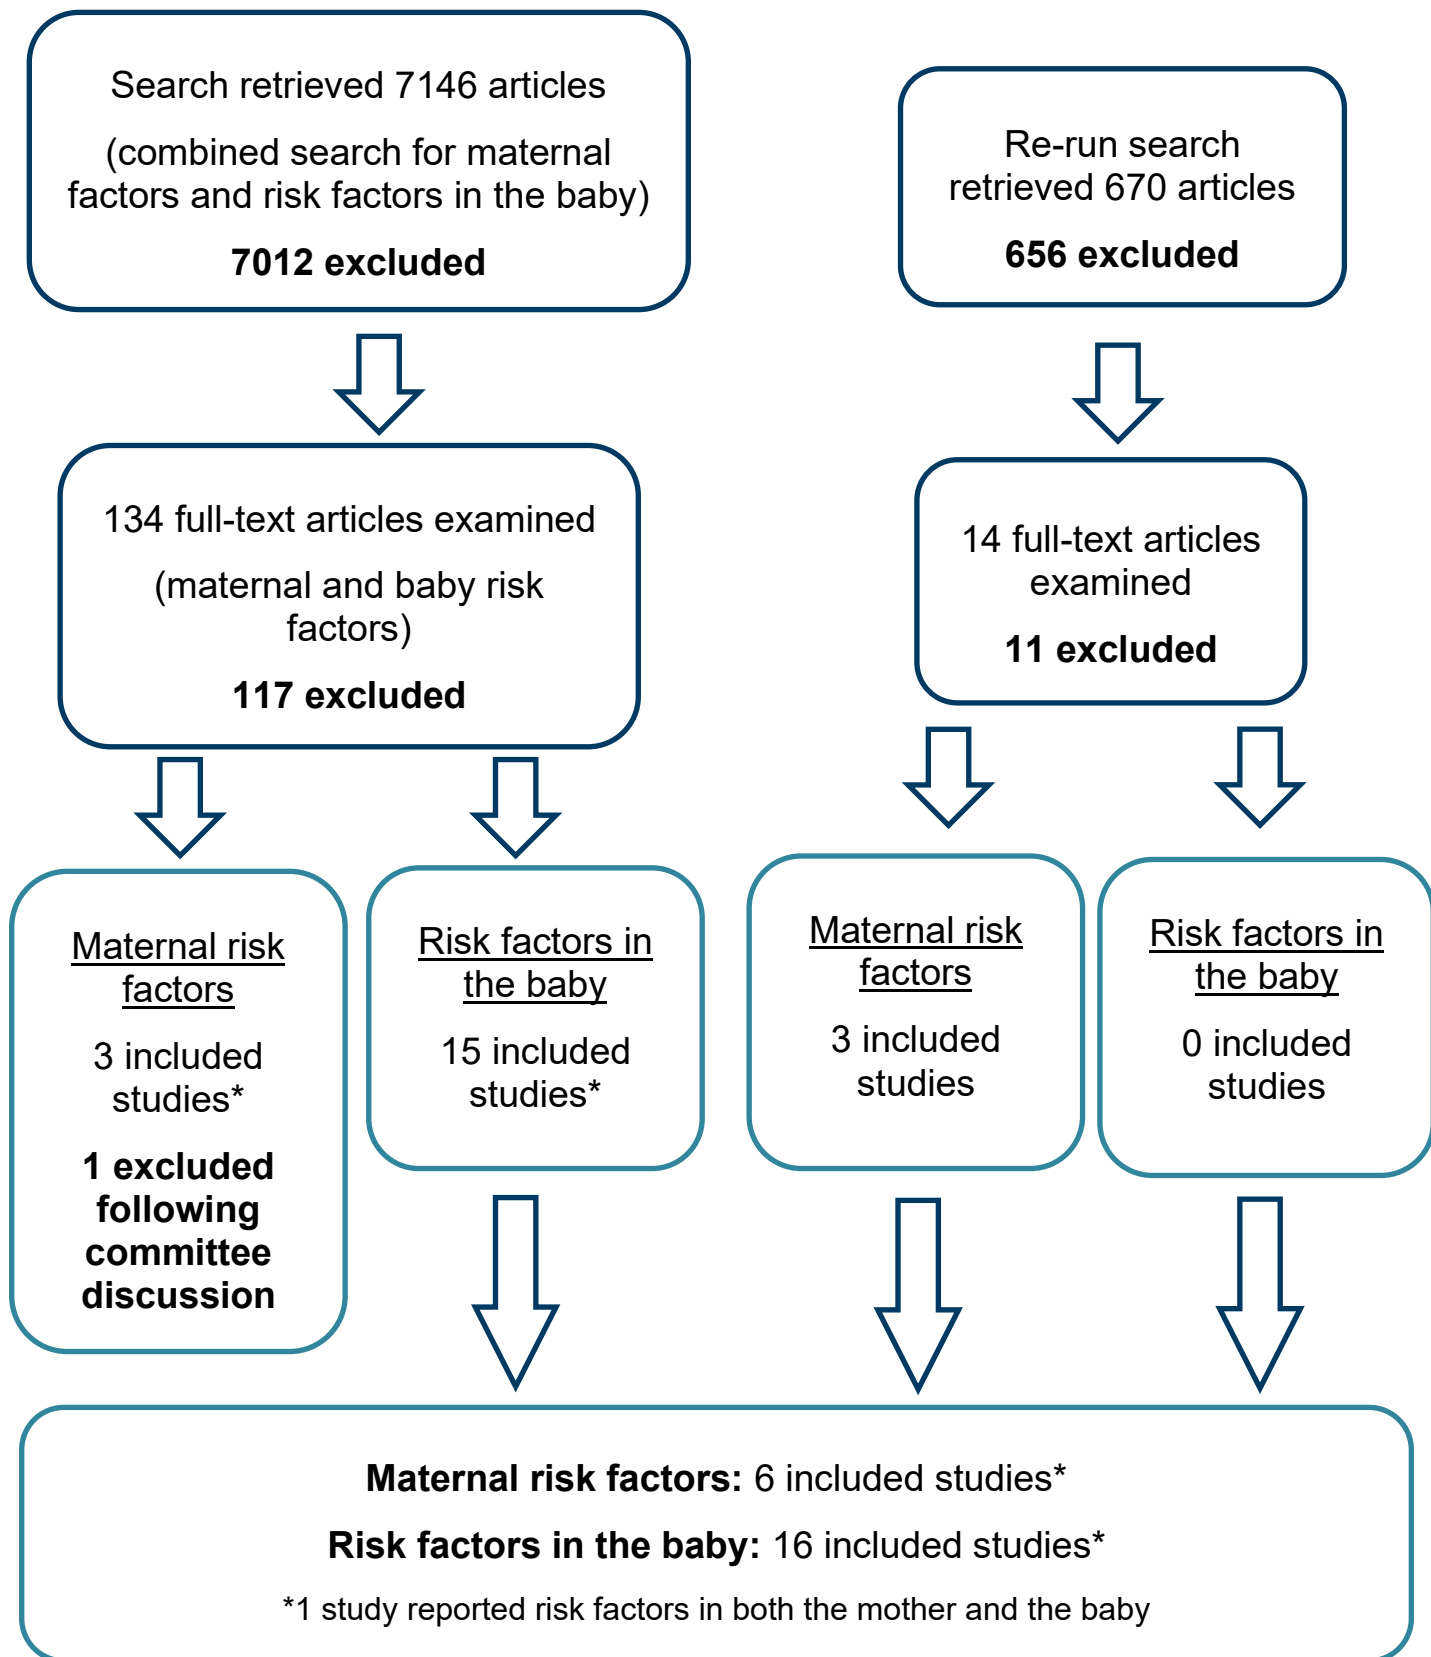 Search retrieved 7146 articles
(combined search for maternal
factors and risk factors in the baby)
7012 excluded
Re-run search
retrieved 670 articles
656 excluded
134 full-text articles examined
(maternal and baby risk
factors)
117 excluded
14 full-text articles
examined
11 excluded
Maternal risk
factors
3 included
studies*
1 excluded
following
committee
discussion
Risk factors in
the baby
15 included
studies*
Maternal risk
factors
3 included
studies
Risk factors in
the baby
0 included
studies
Maternal risk factors: 6 included studies*
Risk factors in the baby: 16 included studies*
*1 study reported risk factors in both the mother and the baby